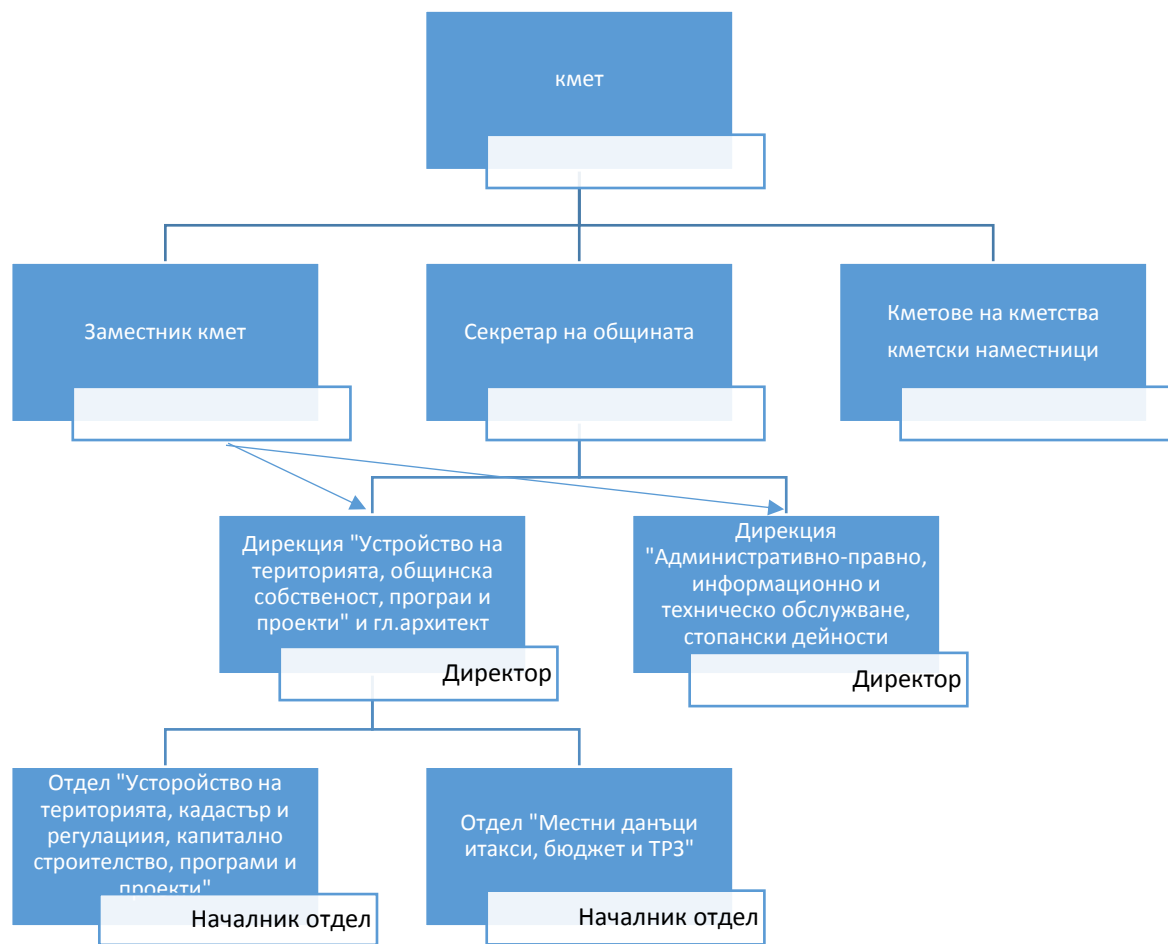 кмет
Заместник кмет
Секретар на общината
Кметове на кметства
кметски наместници
Дирекция "Устройство на
територията, общинска
собственост, програи и
проекти" и гл.архитект
Директор
Дирекция
"Административно-правно,
информационно и
техническо обслужване,
стопански дейности
Директор
Отдел "Усторойство на
територията, кадастър и
регулациия, капитално
строителство, програми и
проекти"
Началник отдел
Отдел "Местни данъци
итакси, бюджет и ТРЗ"
Началник отдел